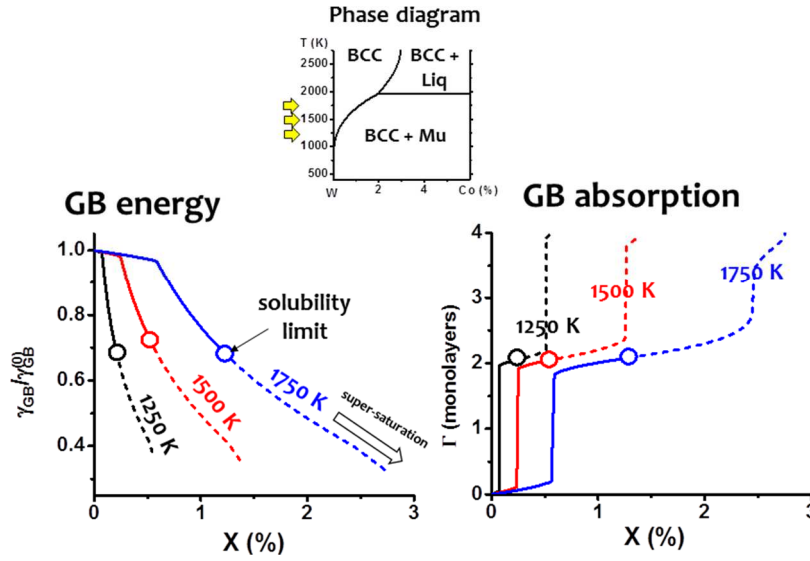 Phase diagram
T (K)
BCC
BCC +
Liq
2500
2000
1500
1000
500
BCC + Mu
W
2
4
Co (%)
GB energy
GB absorption
1.0
0.8
0.6
0.4
γGB/γGB(0)
solubility
limit
1250 K
1500 K
1750 K
super-saturation
0
1
2
3
X (%)
4
3
2
1
0
Γ (monolayers)
1250 K
1500 K
1750 K
0
1
2
3
X (%)